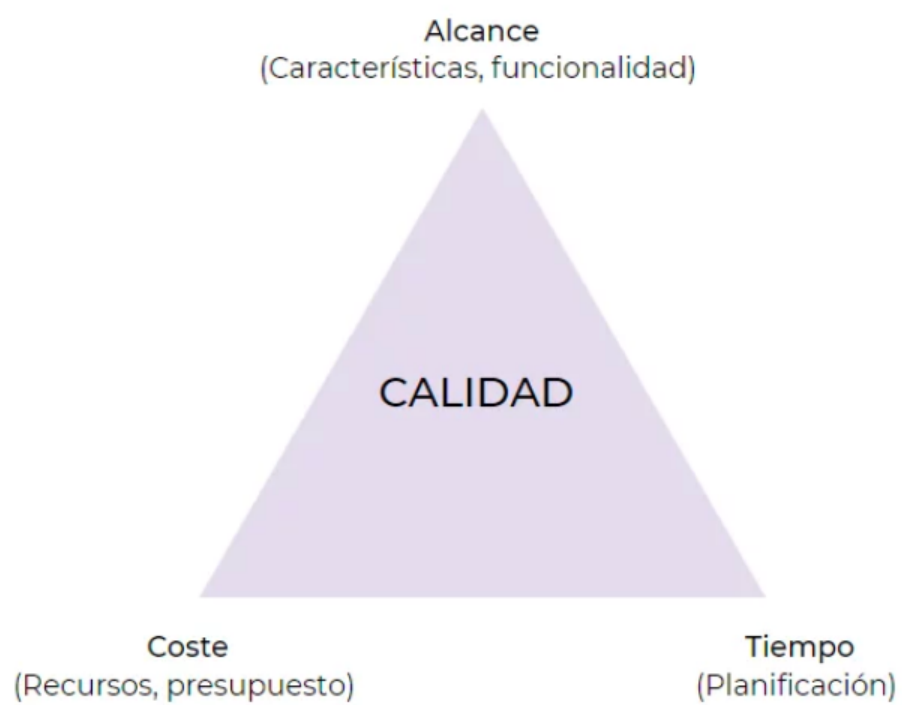 Alcance
(Características, funcionalidad)
CALIDAD
Coste
(Recursos, presupuesto)
Tiempo
(Planificación)